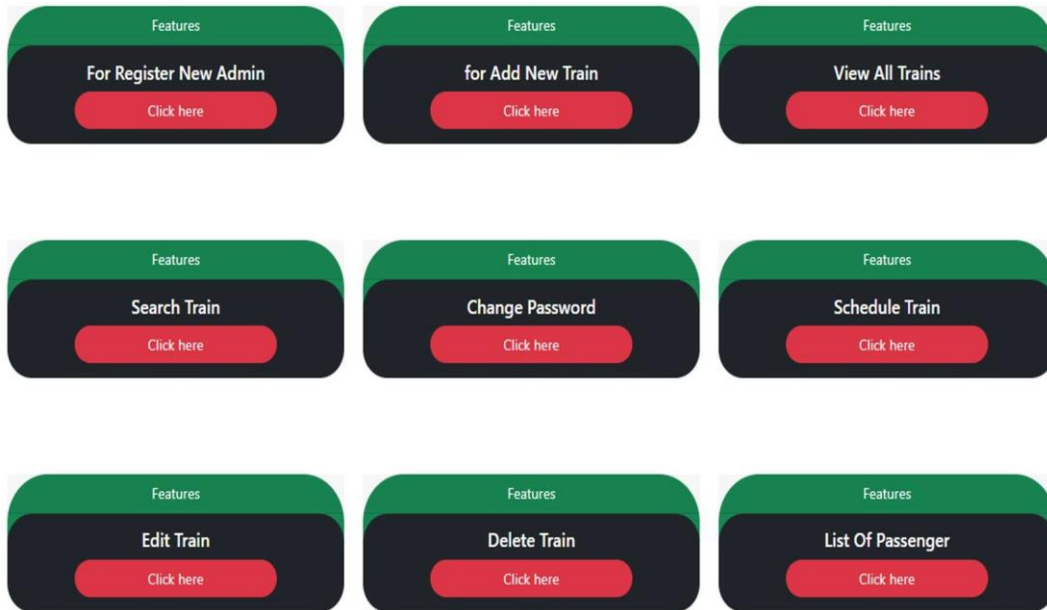 Features
For Register New Admin
Click here
Features
for Add New Train
Click here
Features
View All Trains
Click here
Features
Search Train
Click here
Features
Change Password
Click here
Features
Schedule Train
Click here
Features
Edit Train
Click here
Features
Delete Train
Click here
Features
List Of Passenger
Click here